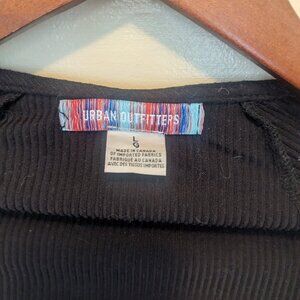 URBAN OUTFITTERS
L
G
MADE IN CANADA
OF IMPORTED FABRICS
FABRIQUÉ AU CANADA
AVEC DES TISSUS IMPORTÉS